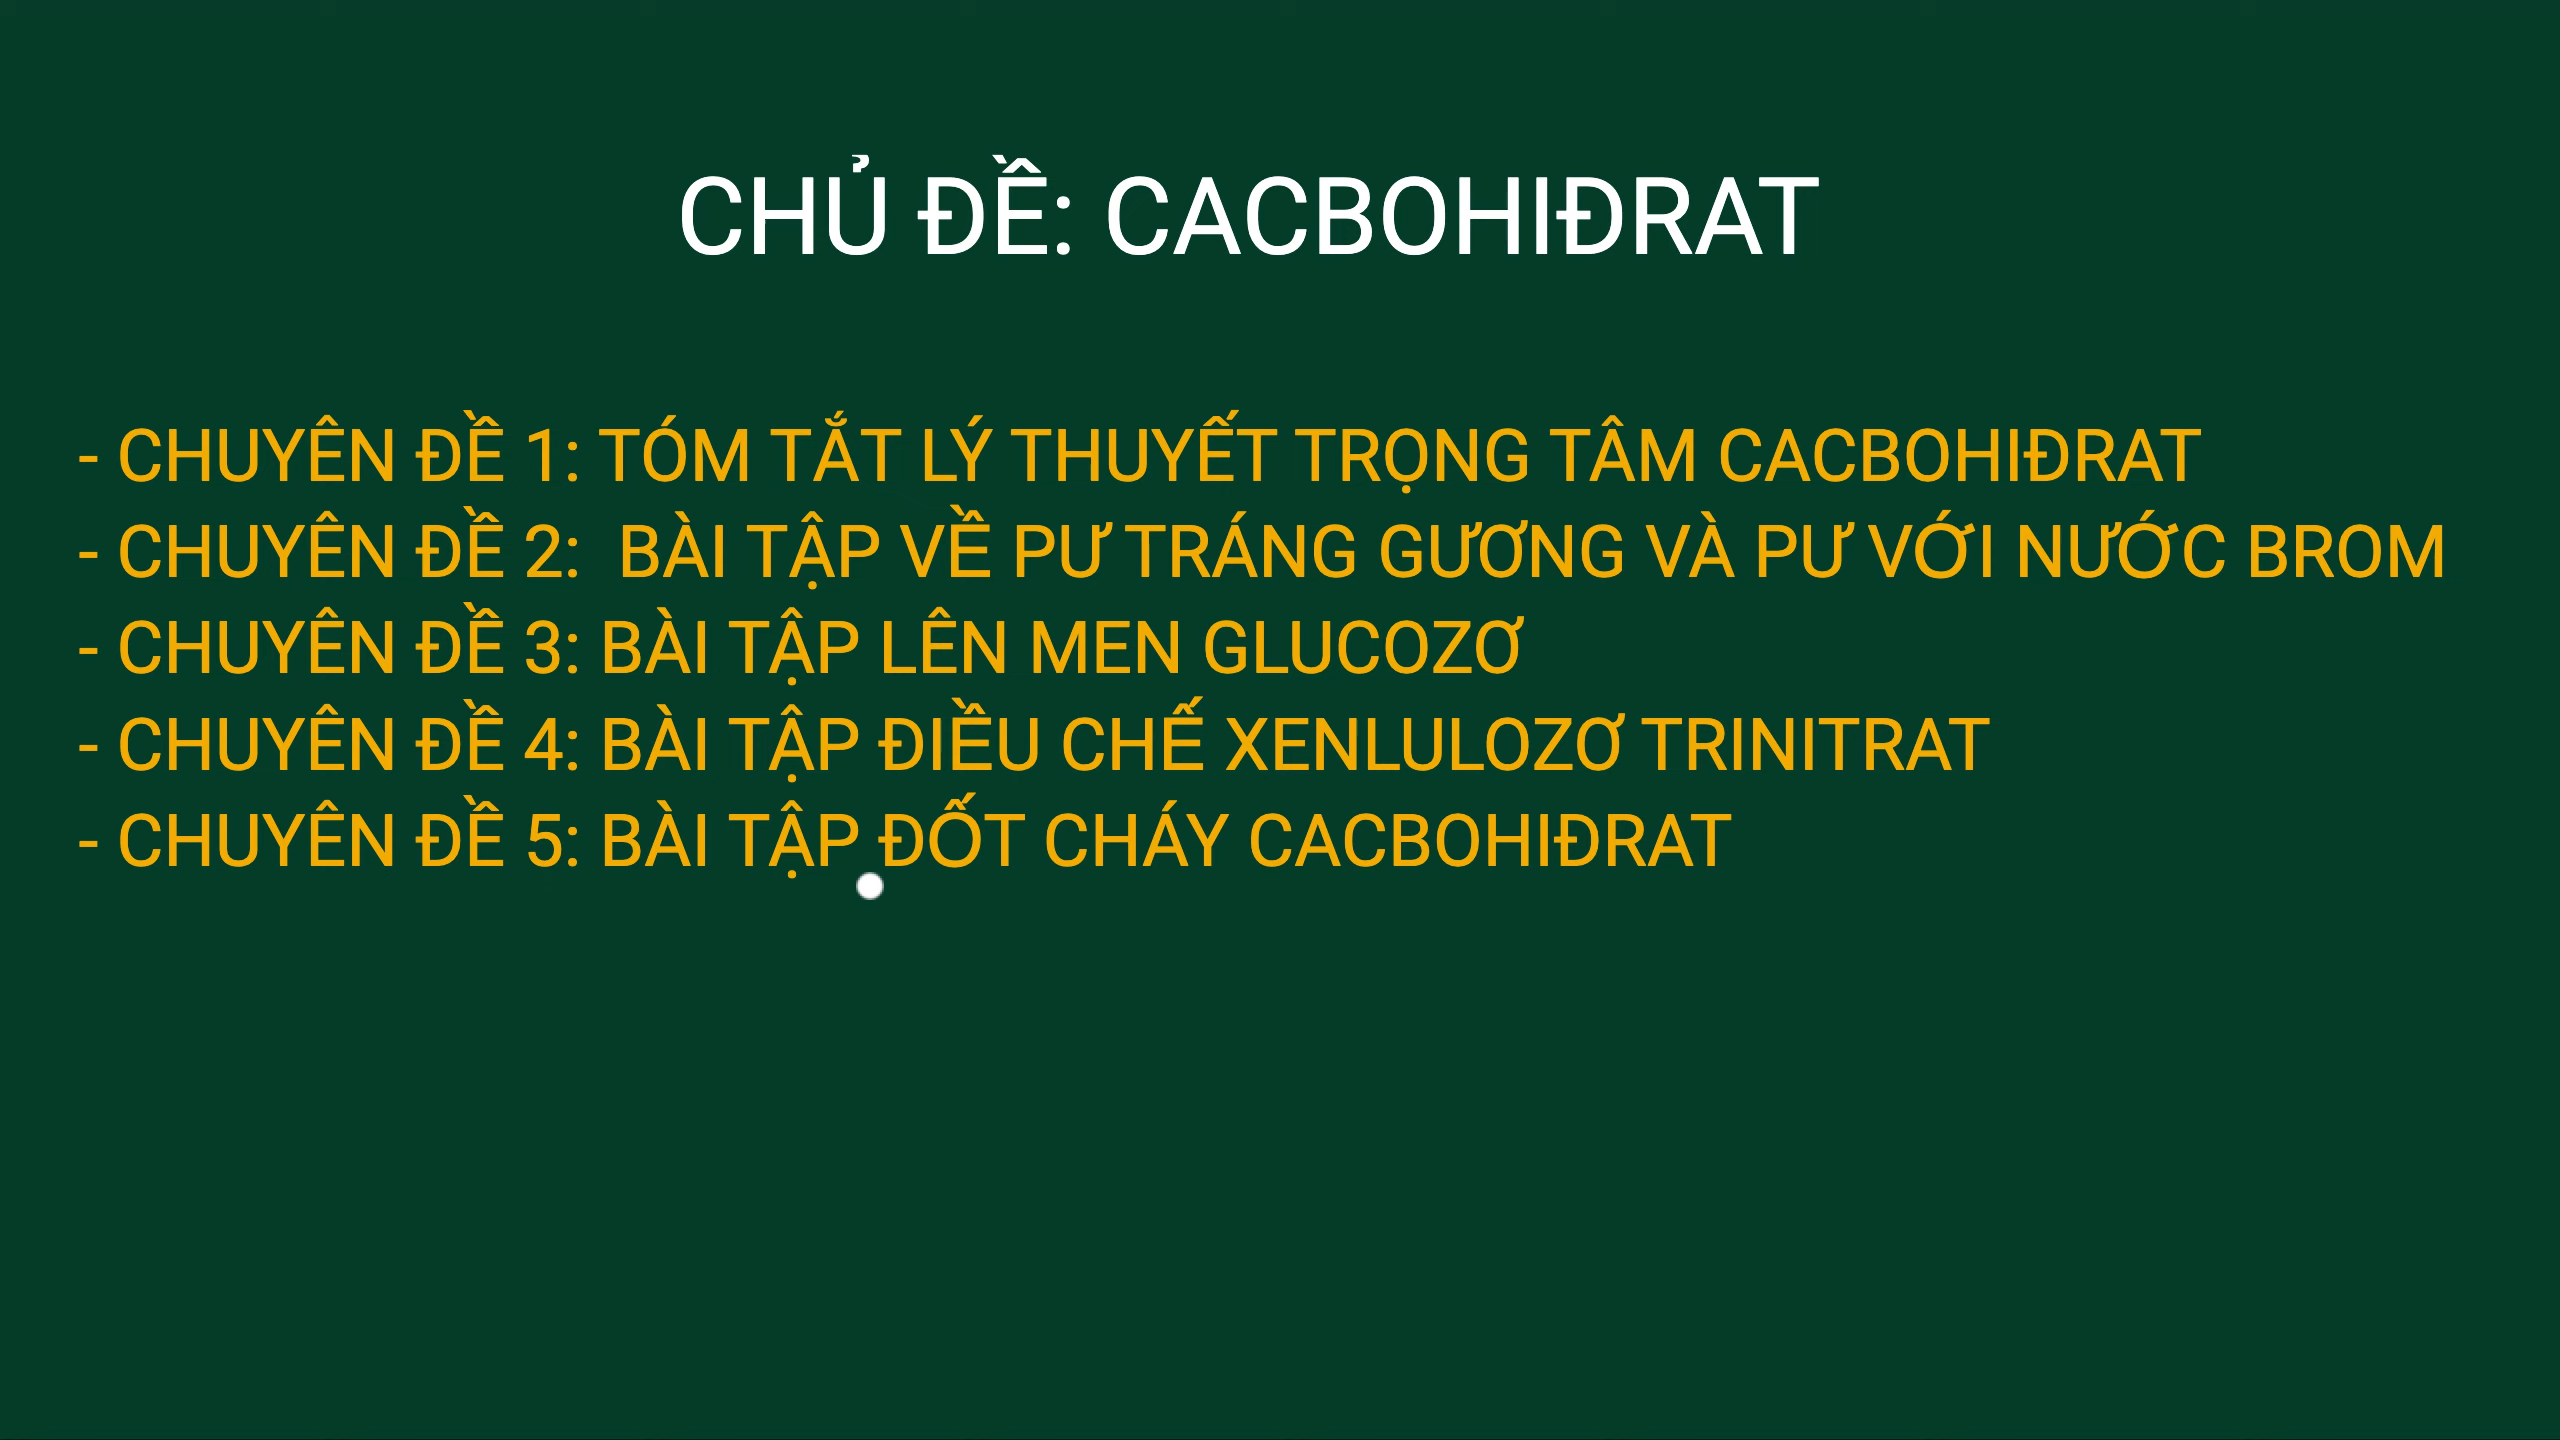 CHỦ ĐỀ: CACBOHIĐRAT
- CHUYÊN ĐỀ 1: TÓM TẮT LÝ THUYẾT TRỌNG TÂM CACBOHIĐRAT
- CHUYÊN ĐỀ 2:  BÀI TẬP VỀ PƯ TRÁNG GƯƠNG VÀ PƯ VỚI NƯỚC BROM
- CHUYÊN ĐỀ 3: BÀI TẬP LÊN MEN GLUCOZƠ
- CHUYÊN ĐỀ 4: BÀI TẬP ĐIỀU CHẾ XENLULOZƠ TRINITRAT
- CHUYÊN ĐỀ 5: BÀI TẬP ĐỐT CHÁY CACBOHIĐRAT